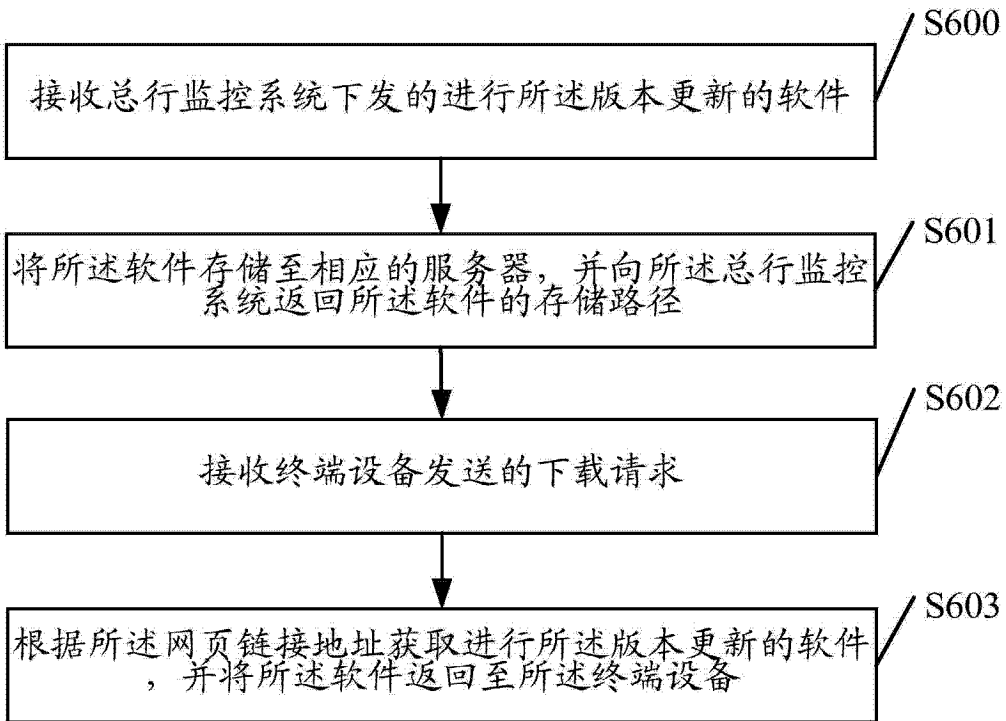 S600
接收总行监控系统下发的进行所述版本更新的软件
S601
将所述软件存储至相应的服务器，并向所述总行监控
系统返回所述软件的存储路径
S602
接收终端设备发送的下载请求
S603
根据所述网页链接地址获取进行所述版本更新的软件
，并将所述软件返回至所述终端设备